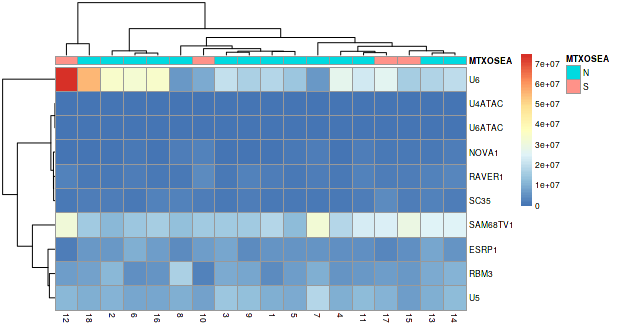 MTXOSEA
U6
U4ATAC
U6ATAC
NOVA1
RAVER1
SC35
SAM68TV1
ESRP1
RBM3
U5
12 18 2 6 16 8 10 3 9 1 5 7 4 11 17 15 13 14
7e+07
6e+07
5e+07
4e+07
3e+07
2e+07
1e+07
0
MTXOSEA
N
S